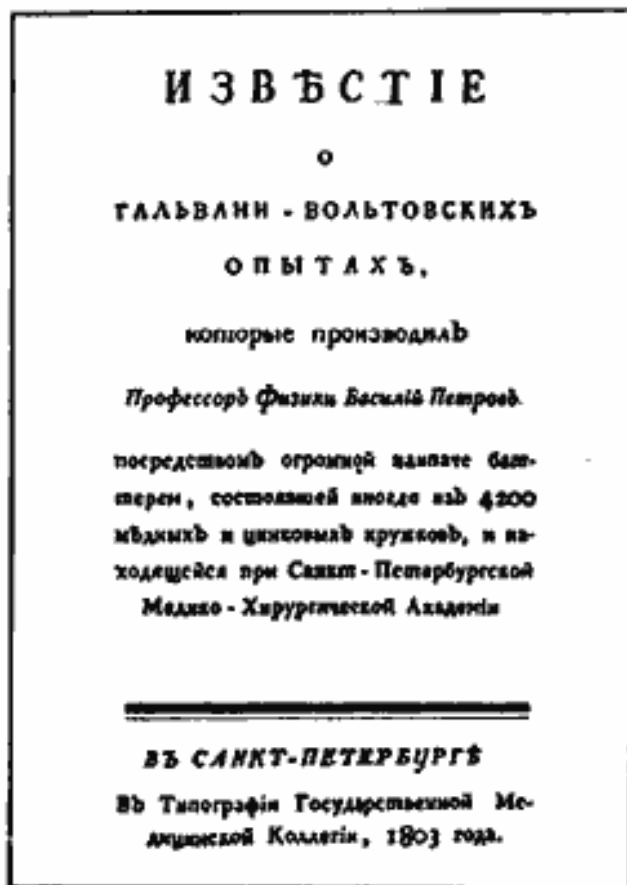 ИЗВѢСТІЕ
О
ГАЛЬВАНИ - ВОЛЬТОВСКИХЪ
ОПЫТАХЪ,
которые производилъ
Профессоръ Физики Василій Петровъ.
посредствомъ огромной наипаче бат-
тереи, состоявшей иногда изъ 4200
мѣдныхъ и цинковыхъ кружковъ, и на-
ходящейся при Санкт - Петербургской
Медико - Хирургической Академіи
ВЪ САНКТ-ПЕТЕРБУРГѢ
Въ Типографіи Государственной Ме-
дицинской Коллегіи, 1803 года.